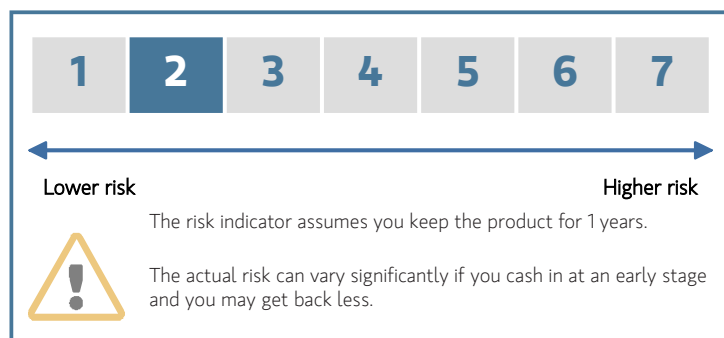 1 2 3 4 5 6 7
Lower risk Higher risk
The risk indicator assumes you keep the product for 1 years.
The actual risk can vary significantly if you cash in at an early stage
and you may get back less.